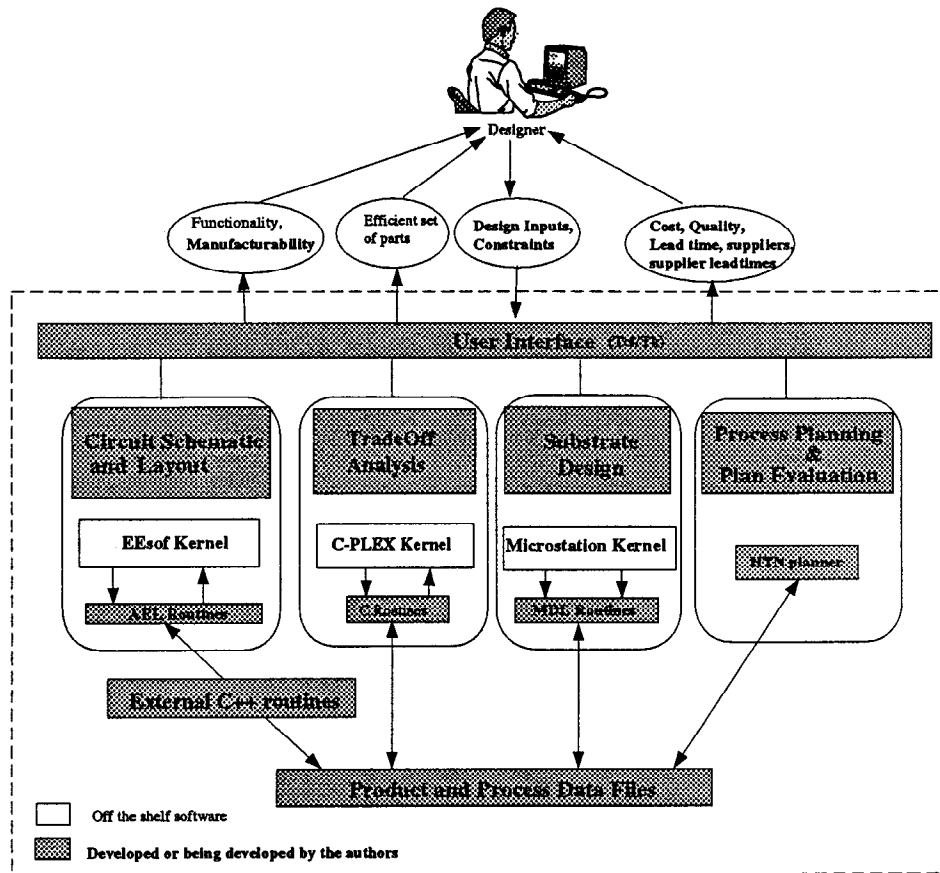 Designer
Functionality,
Manufacturability
Efficient set
of parts
Design Inputs,
Constraints
Cost, Quality,
Lead time, suppliers,
supplier leadtimes
User Interface (Tcl/Tk)
Circuit Schematic
and Layout
TradeOff
Analysis
Substrate
Design
Process Planning
&
Plan Evaluation
EEsof Kernel
C-PLEX Kernel
Microstation Kernel
HTN planner
AEL Routines
C Routines
MDL Routines
External C++ routines
Product and Process Data Files
Off the shelf software
Developed or being developed by the authors